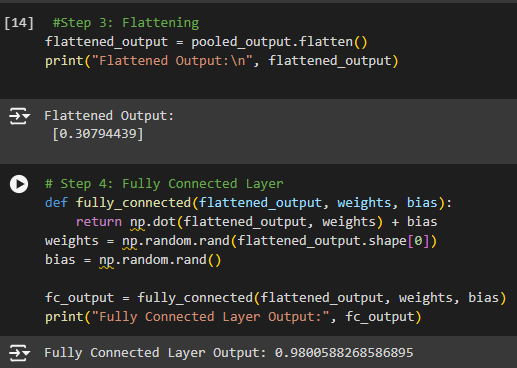 [14] #Step 3: Flattening
flattened_output = pooled_output.flatten()
print("Flattened Output:\n", flattened_output)
Flattened Output:
[0.30794439]
# Step 4: Fully Connected Layer
def fully_connected(flattened_output, weights, bias):
    return np.dot(flattened_output, weights) + bias
weights = np.random.rand(flattened_output.shape[0])
bias = np.random.rand()
fc_output = fully_connected(flattened_output, weights, bias)
print("Fully Connected Layer Output:", fc_output)
Fully Connected Layer Output: 0.9800588268586895